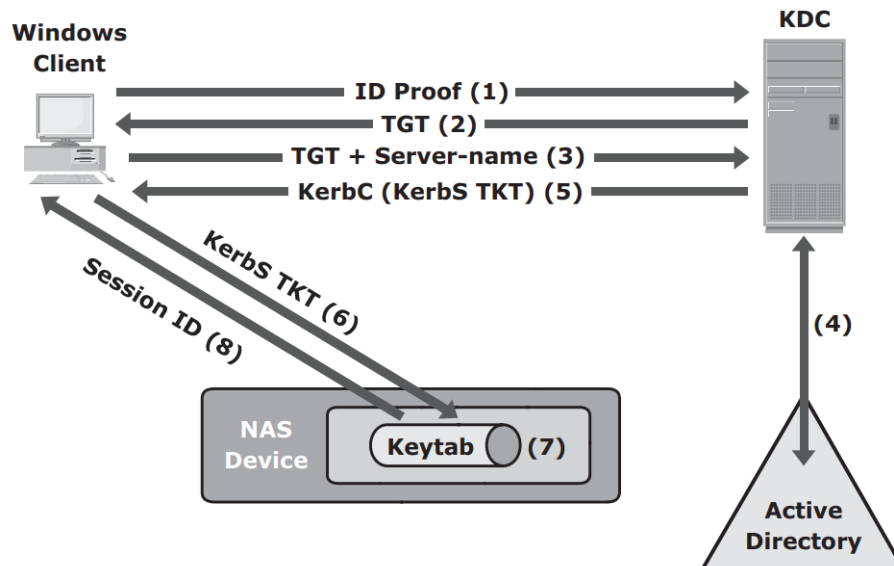 Windows
Client
KDC
ID Proof (1)
TGT (2)
TGT + Server-name (3)
KerbC (KerbS TKT) (5)
KerbS TKT (6)
Session ID (8)
(4)
NAS
Device
Keytab
(7)
Active
Directory